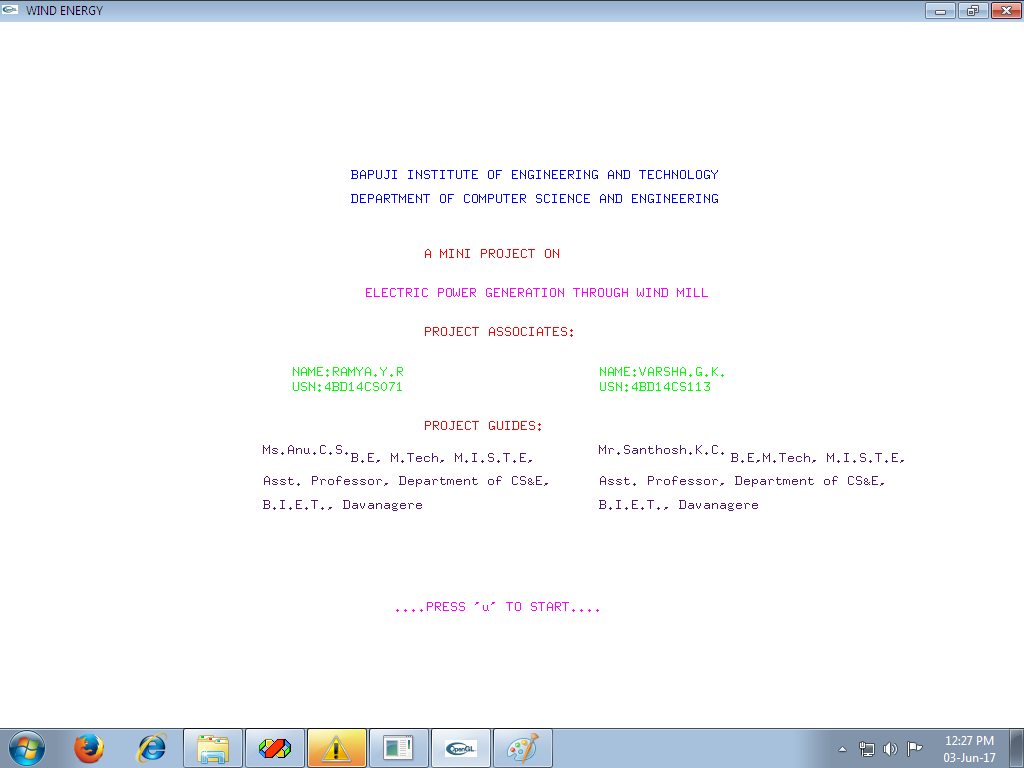 WIND ENERGY
BAPUJI INSTITUTE OF ENGINEERING AND TECHNOLOGY
DEPARTMENT OF COMPUTER SCIENCE AND ENGINEERING
A MINI PROJECT ON
ELECTRIC POWER GENERATION THROUGH WIND MILL
PROJECT ASSOCIATES:
NAME:RAMYA.Y.R NAME:VARSHA.G.K.
USN:4BD14CS071 USN:4BD14CS113
PROJECT GUIDES:
Ms.Anu.C.S.B.E, M.Tech, M.I.S.T.E, Mr.Santhosh.K.C. B.E,M.Tech, M.I.S.T.E,
Asst. Professor, Department of CS&E, Asst. Professor, Department of CS&E,
B.I.E.T., Davanagere B.I.E.T., Davanagere
....PRESS "u" TO START....
OpenGL
12:27 PM
03-Jun-17